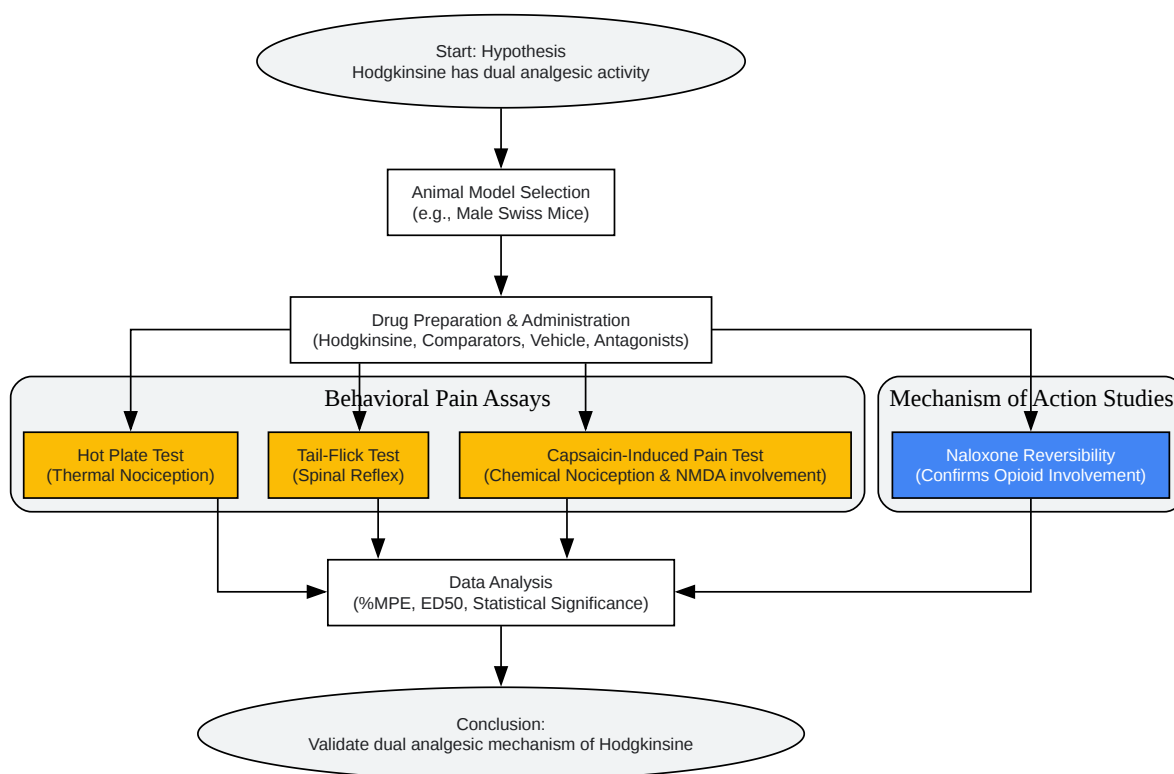 Start: Hypothesis
Hodgkinsine has dual analgesic activity
Animal Model Selection
(e.g., Male Swiss Mice)
Drug Preparation & Administration
(Hodgkinsine, Comparators, Vehicle, Antagonists)
Behavioral Pain Assays
Mechanism of Action Studies
Hot Plate Test
(Thermal Nociception)
Tail-Flick Test
(Spinal Reflex)
Capsaicin-Induced Pain Test
(Chemical Nociception & NMDA involvement)
Naloxone Reversibility
(Confirms Opioid Involvement)
Data Analysis
(%MPE, ED50, Statistical Significance)
Conclusion:
Validate dual analgesic mechanism of Hodgkinsine